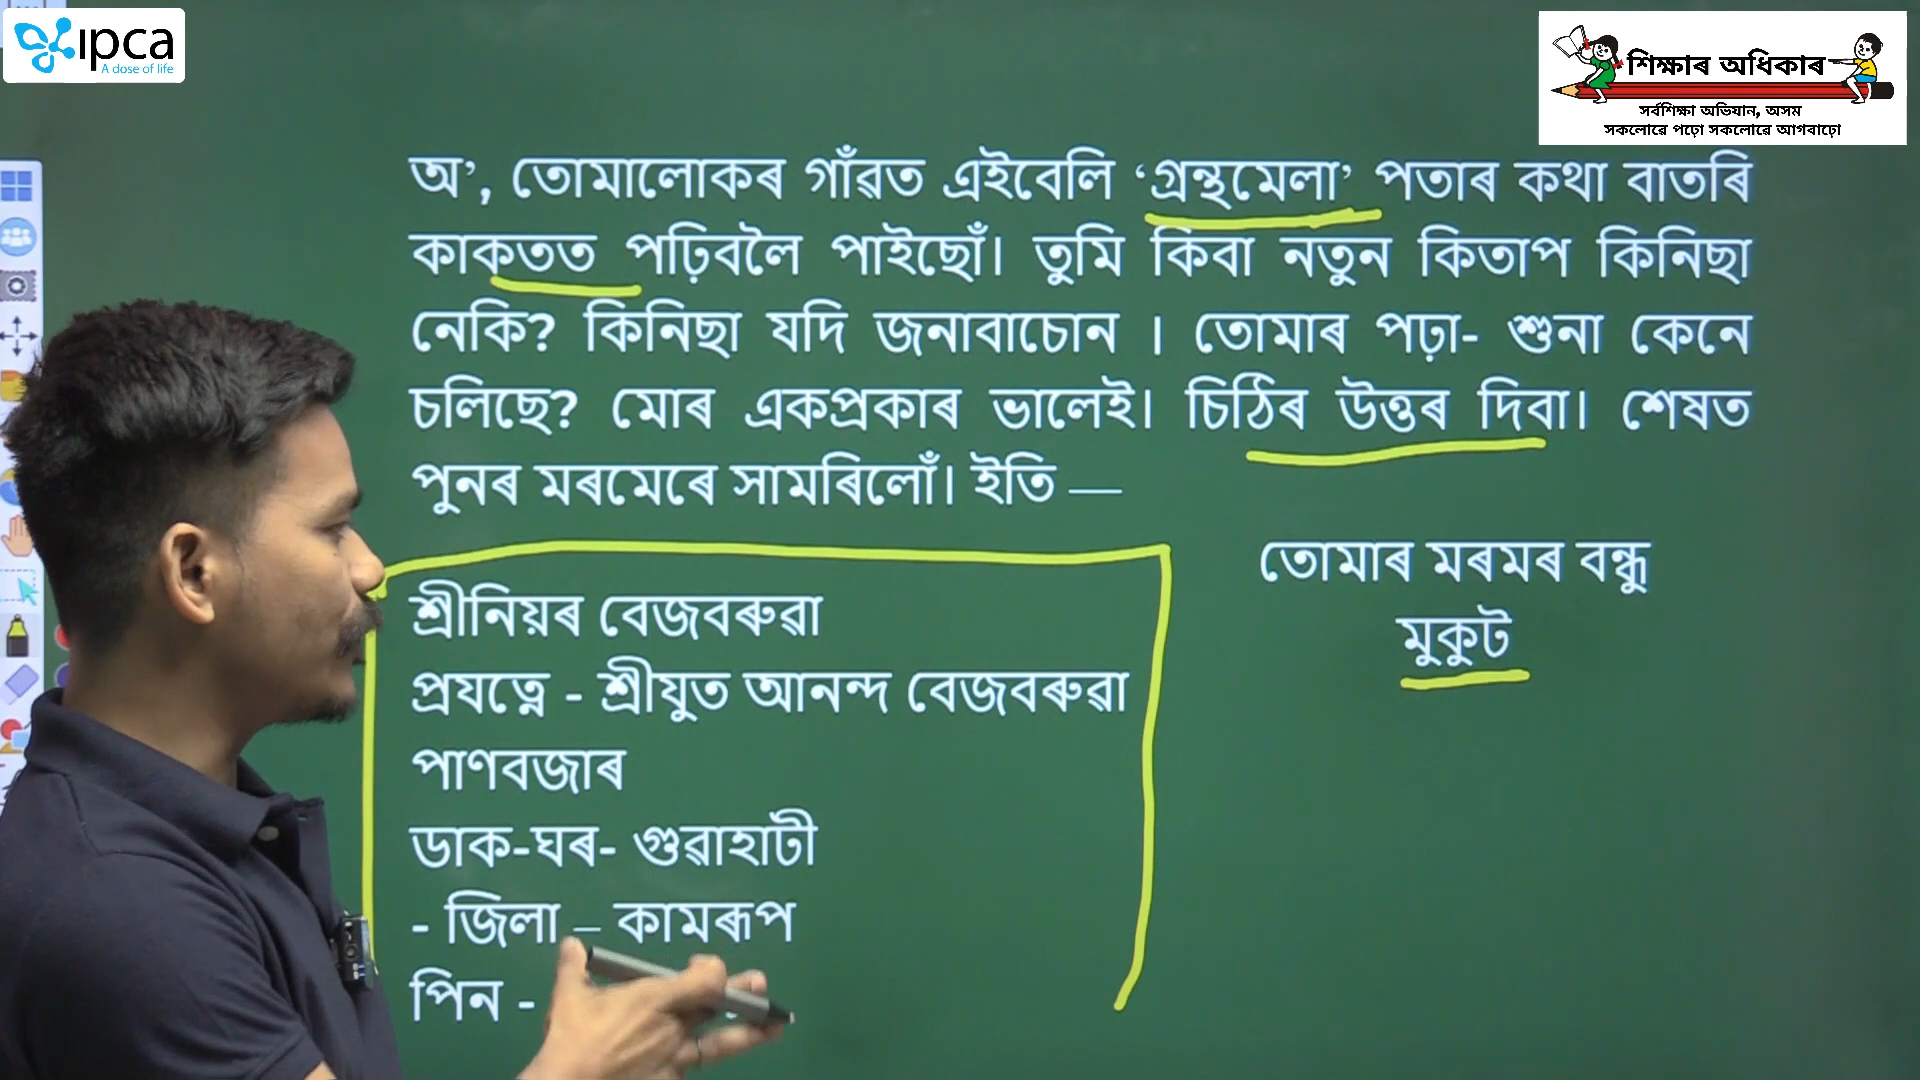 ipca
A dose of life
শিক্ষাৰ অধিকাৰ
সৰ্বশিক্ষা অভিযান, অসম
সকলোৱে পঢ়ো সকলোৱে আগবাঢ়ো
অ’, তোমালোকৰ গাঁৱত এইবেলি ‘গ্ৰন্থমেলা’ পতাৰ কথা বাতৰি
কাকতত পঢ়িবলৈ পাইছোঁ। তুমি কিবা নতুন কিতাপ কিনিছা
নেকি? কিনিছা যদি জনাবাচোন । তোমাৰ পঢ়া- শুনা কেনে
চলিছে? মোৰ একপ্ৰকাৰ ভালেই। চিঠিৰ উত্তৰ দিবা। শেষত
পুনৰ মৰমেৰে সামৰিলোঁ। ইতি —
তোমাৰ মৰমৰ বন্ধু
মুকুট
শ্ৰীনিয়ৰ বেজবৰুৱা
প্ৰযত্নে - শ্ৰীযুত আনন্দ বেজবৰুৱা
পাণবজাৰ
ডাক-ঘৰ- গুৱাহাটী
- জিলা – কামৰূপ
পিন -